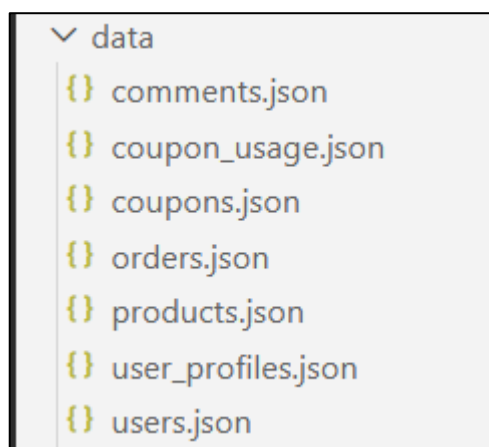 data
{} comments.json
{} coupon_usage.json
{} coupons.json
{} orders.json
{} products.json
{} user_profiles.json
{} users.json